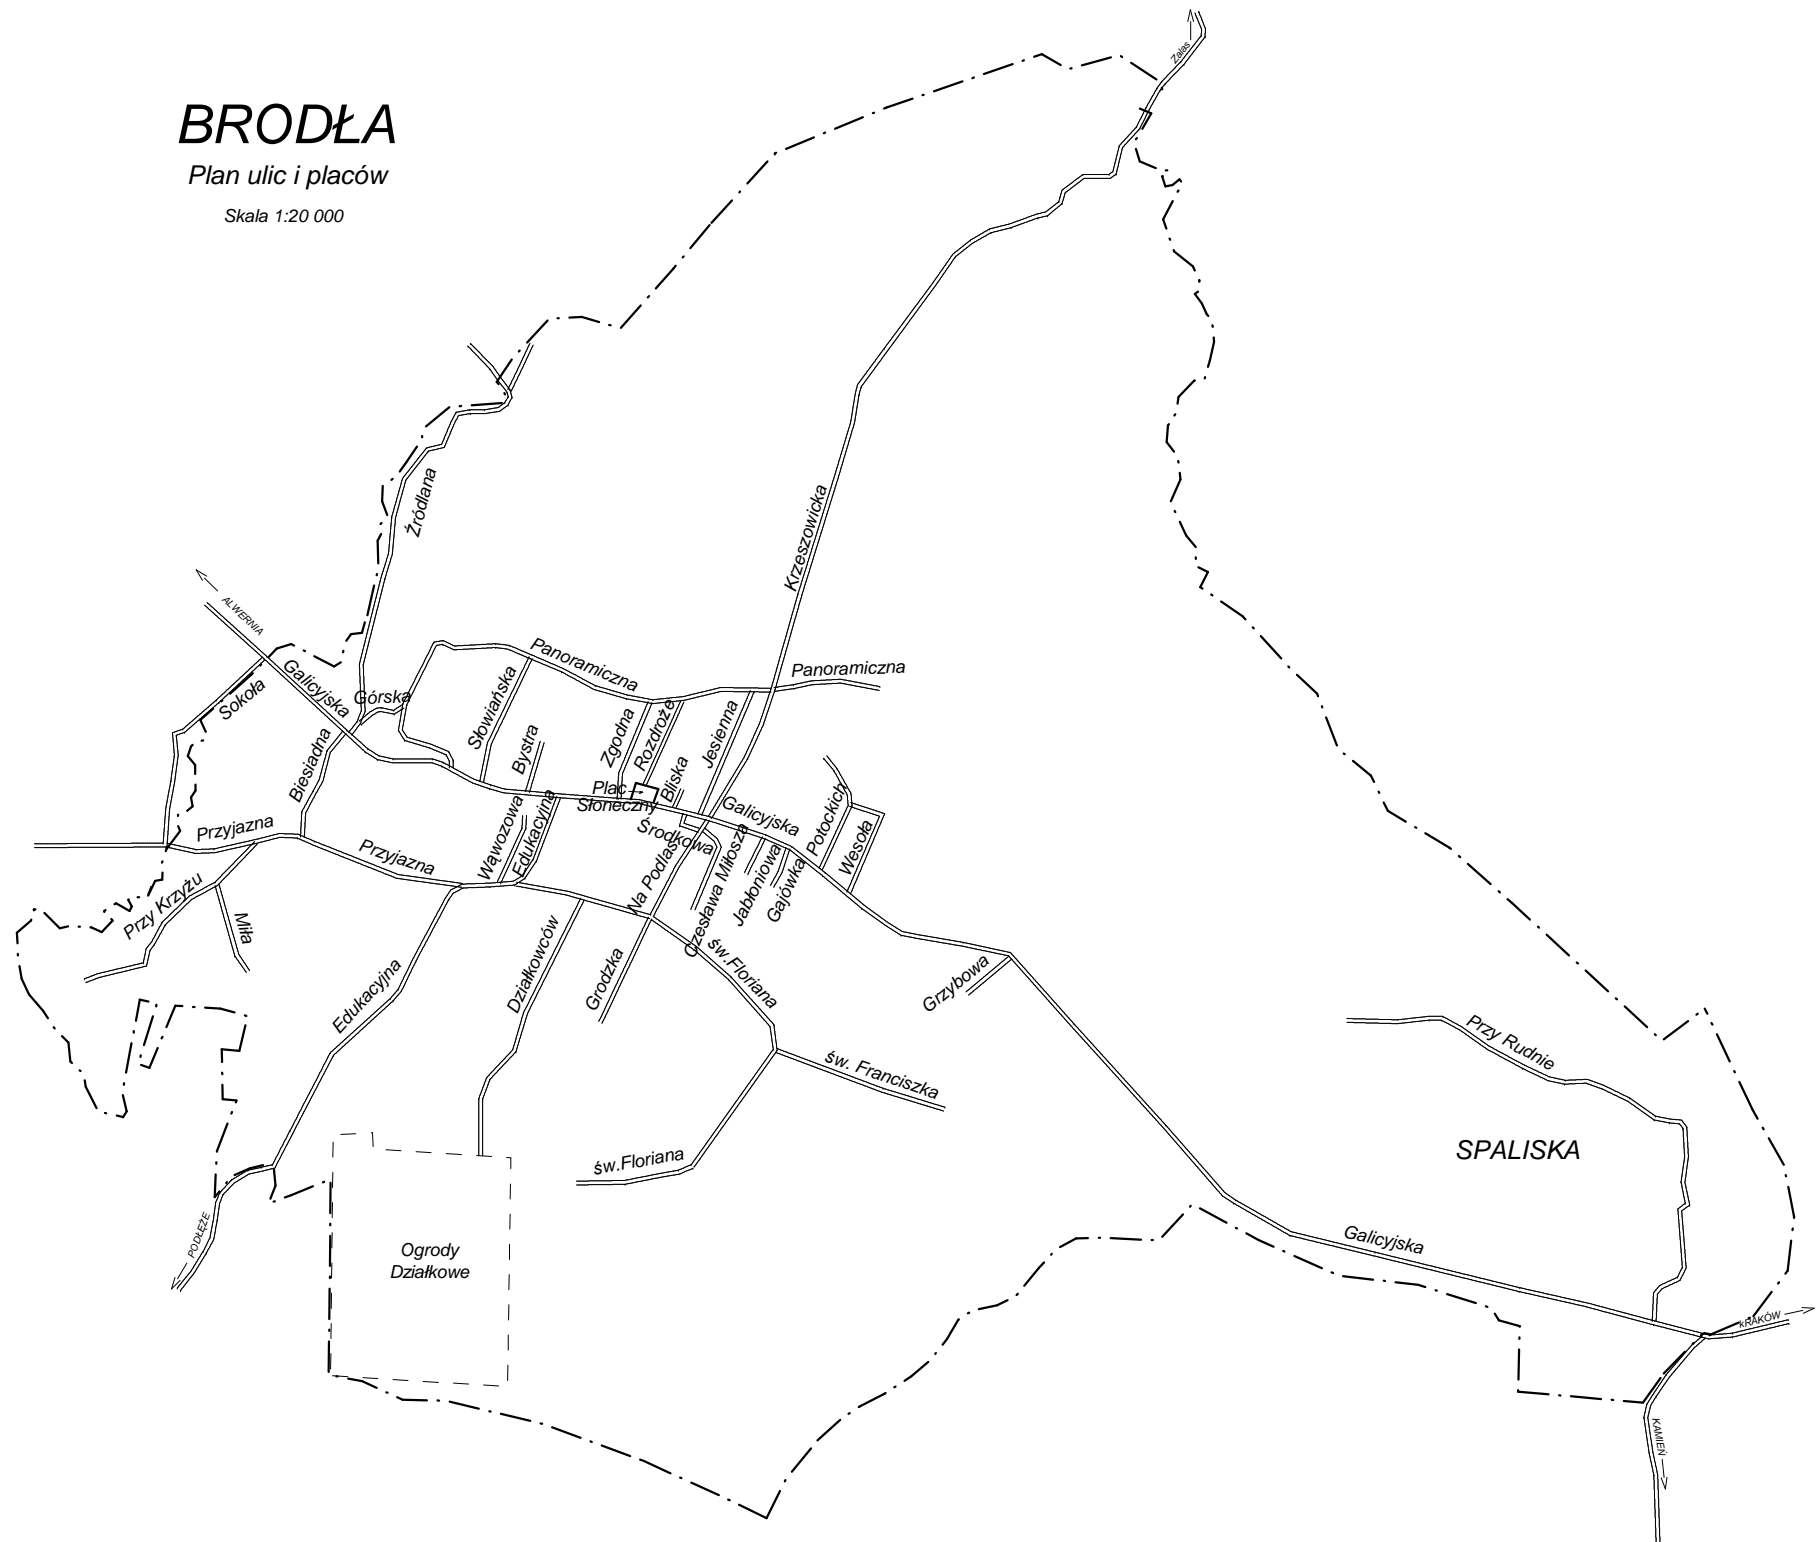 BRODŁA
Plan ulic i placów
Skala 1:20 000
Zalas
Źródlana
Krzeszowicka
ALWERNIA
Galicyjska
Sokoła
Górska
Panoramiczna
Panoramiczna
Słowiańska
Bystra
Zgodna
Rozdroże
Jesienna
Bliska
Biesiadna
Plac
Słoneczny
Galicyjska
Środkowa
Potockich
Wesoła
Przyjazna
Przyjazna
Wąwozowa
Edukacyjna
Na Podlas
Czesława Miłosza
Jabłoniowa
Gajówka
Przy Krzyżu
Miła
Działkowców
Grodzka
św.Floriana
Edukacyjna
Grzybowa
Przy Rudnie
św. Franciszka
SPALISKA
św.Floriana
PODŁĘŻE
Ogrody
Działkowe
Galicyjska
kRAKÓW
KAMIEŃ